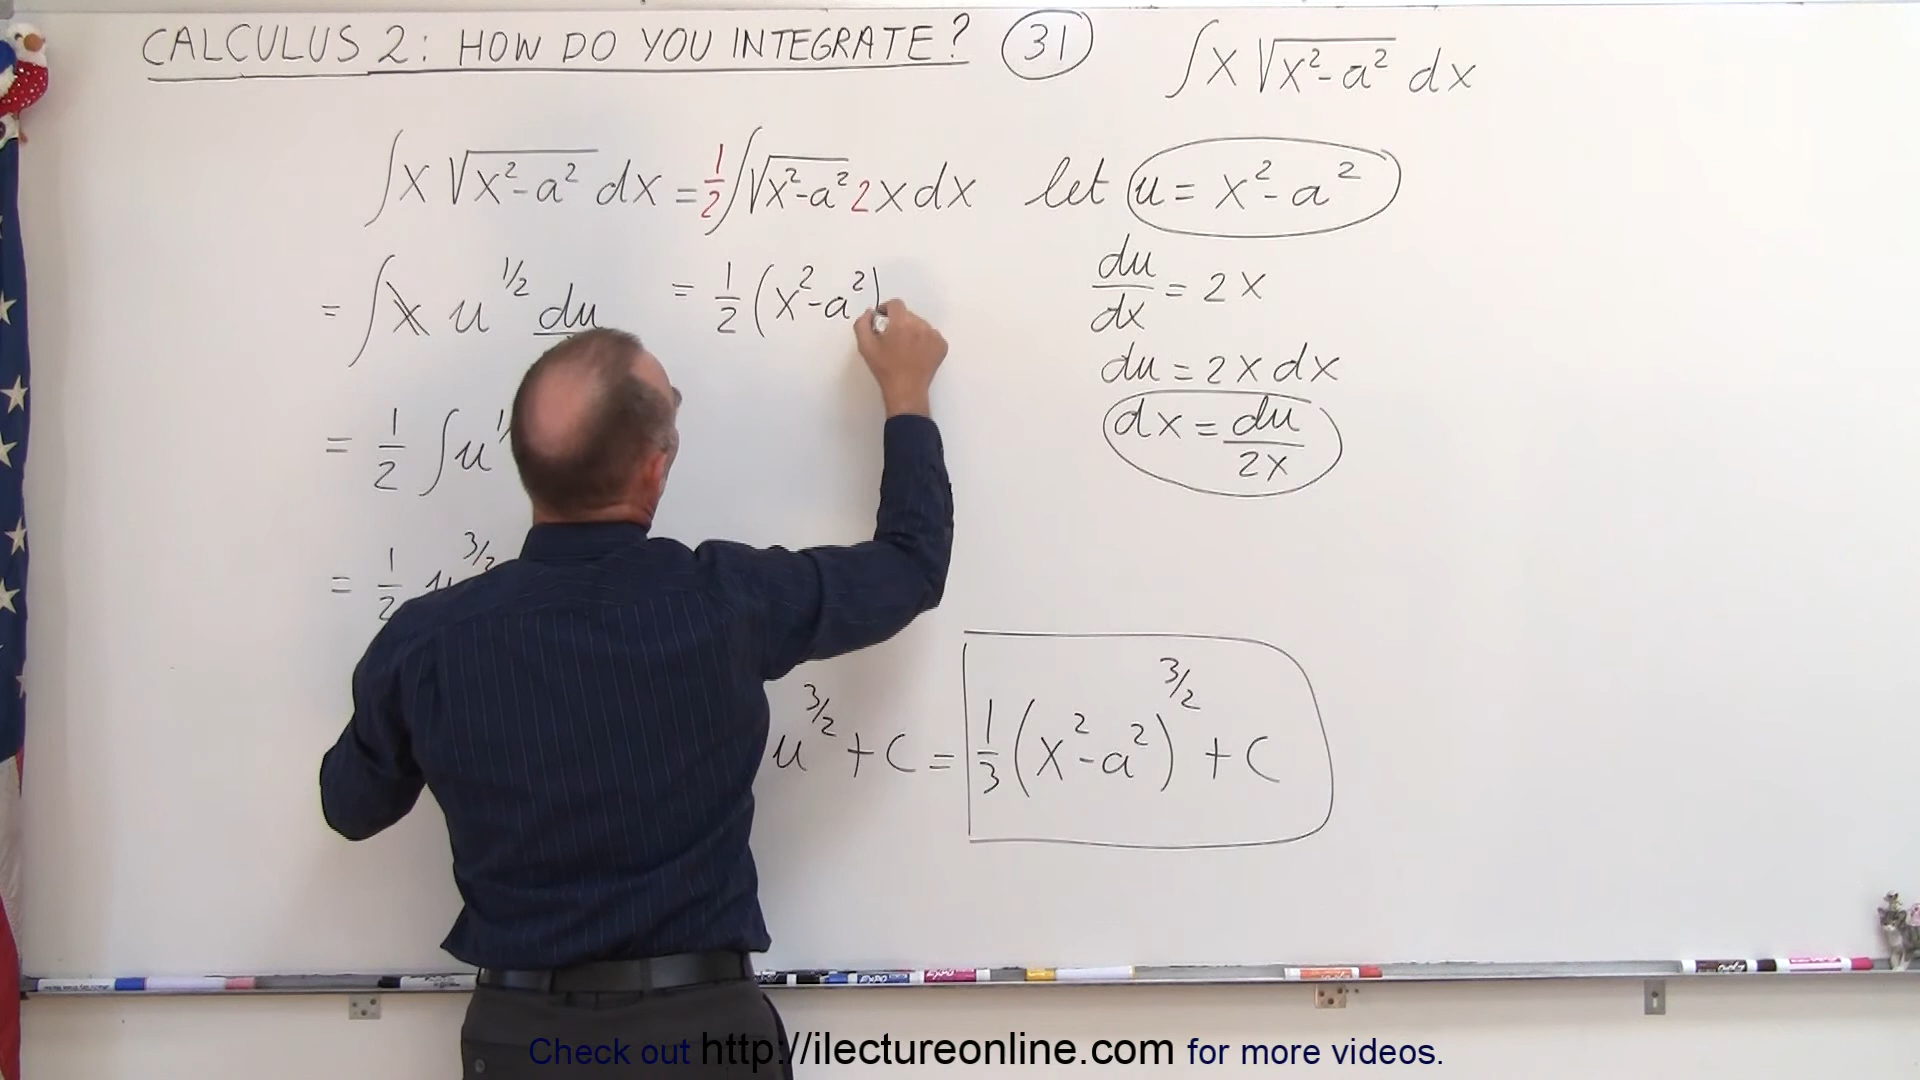 CALCULUS 2: HOW DO YOU INTEGRATE? 31
∫x √(x²-a²) dx
∫x √(x²-a²) dx = 1/2 ∫√(x²-a²) 2x dx
= ∫x u^1/2 du
= 1/2 ∫u
= 1/2 u^3/2
= 1/2 (x²-a²)
let u = x²-a²
du/dx = 2x
du = 2x dx
dx = du/2x
u^3/2 + C = 1/3 (x²-a²)^3/2 + C
Check out http://ilectureonline.com for more videos.